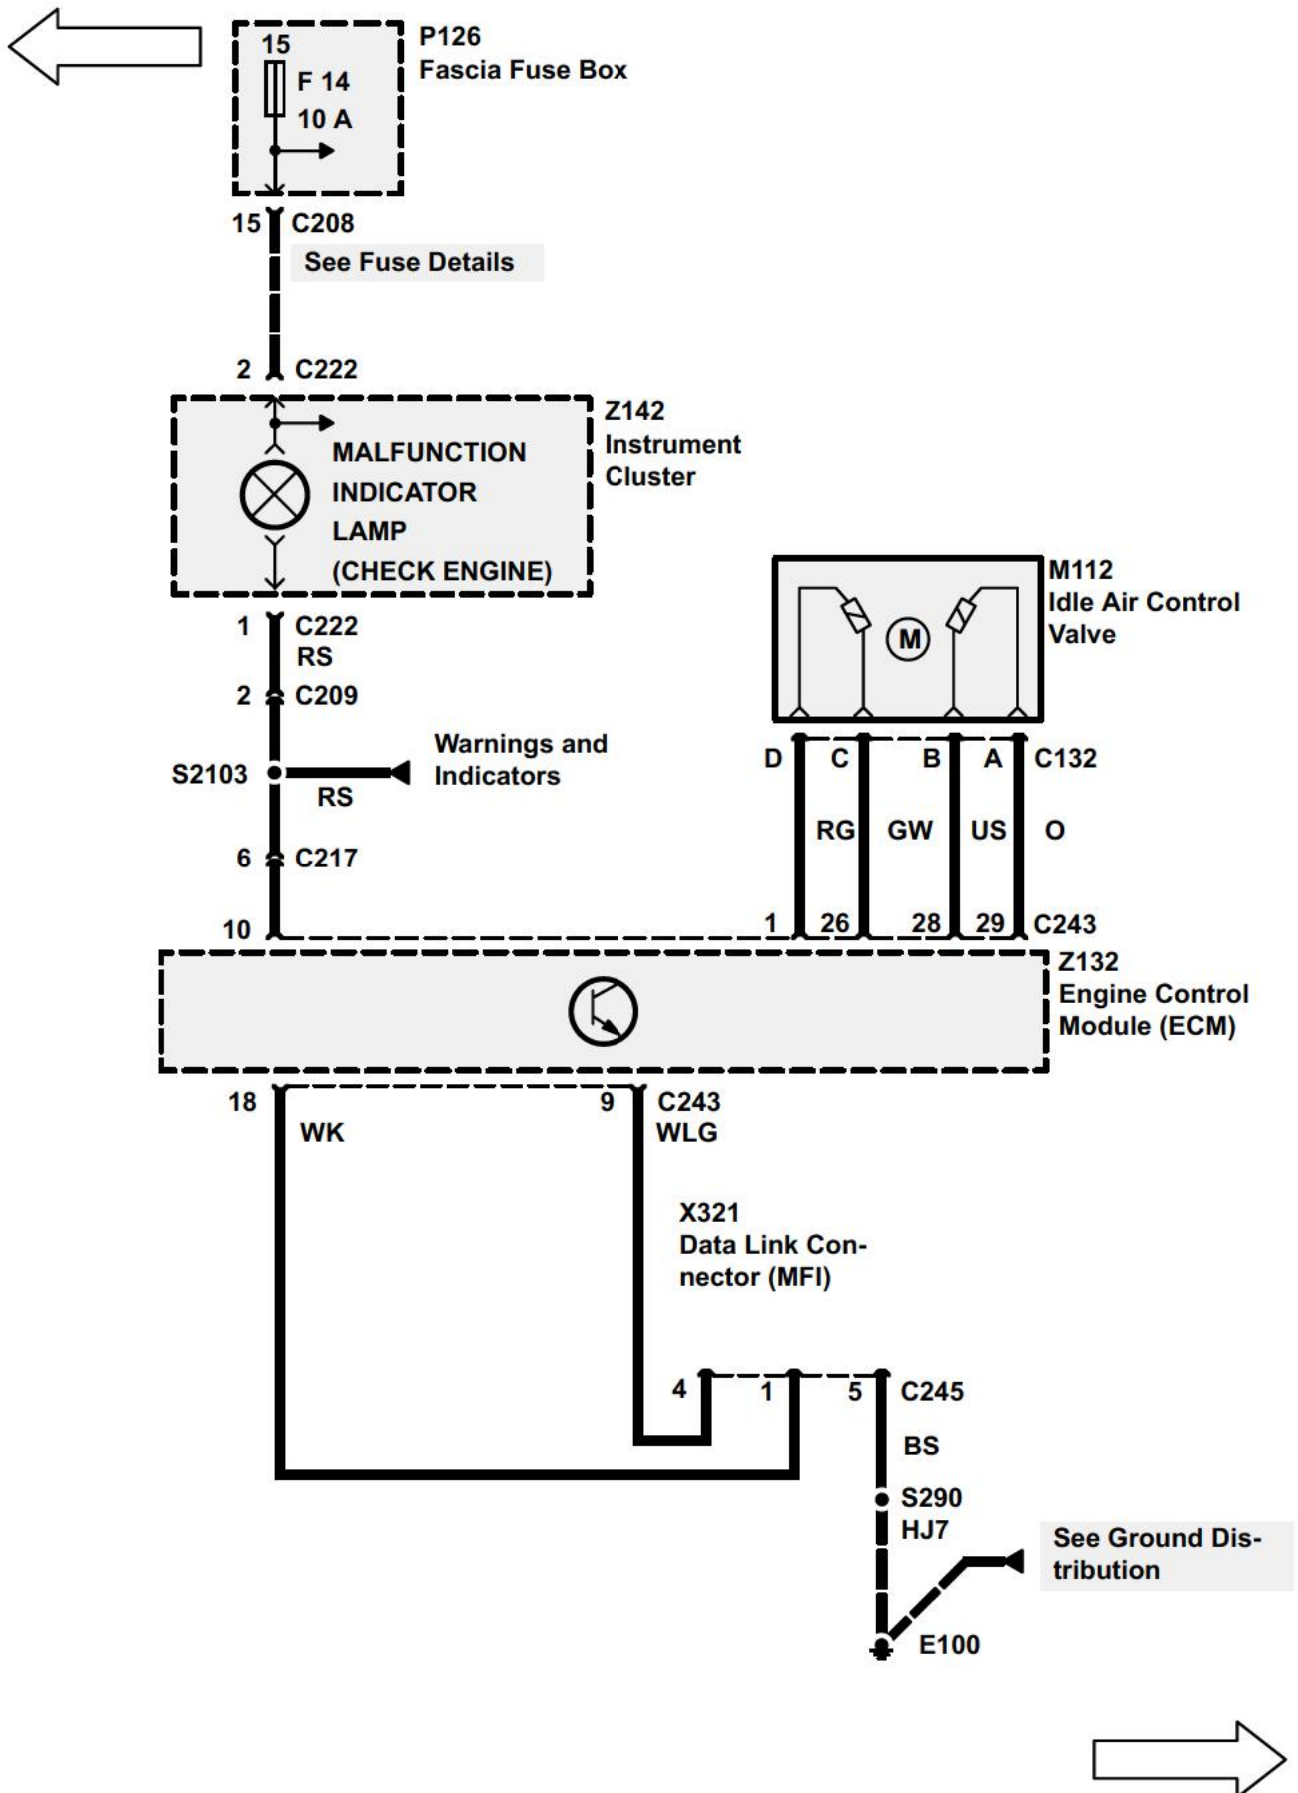 15
F 14
10 A
P126
Fascia Fuse Box
15 C208
See Fuse Details
2 C222
MALFUNCTION
INDICATOR
LAMP
(CHECK ENGINE)
Z142
Instrument
Cluster
1 C222
RS
2 C209
S2103
RS
Warnings and
Indicators
6 C217
10
M112
Idle Air Control
Valve
M
D C B A C132
RG GW US O
1 26 28 29 C243
Z132
Engine Control
Module (ECM)
18 9 C243
WK WLG
X321
Data Link Con-
nector (MFI)
4 1 5 C245
BS
S290
HJ7
See Ground Dis-
tribution
E100